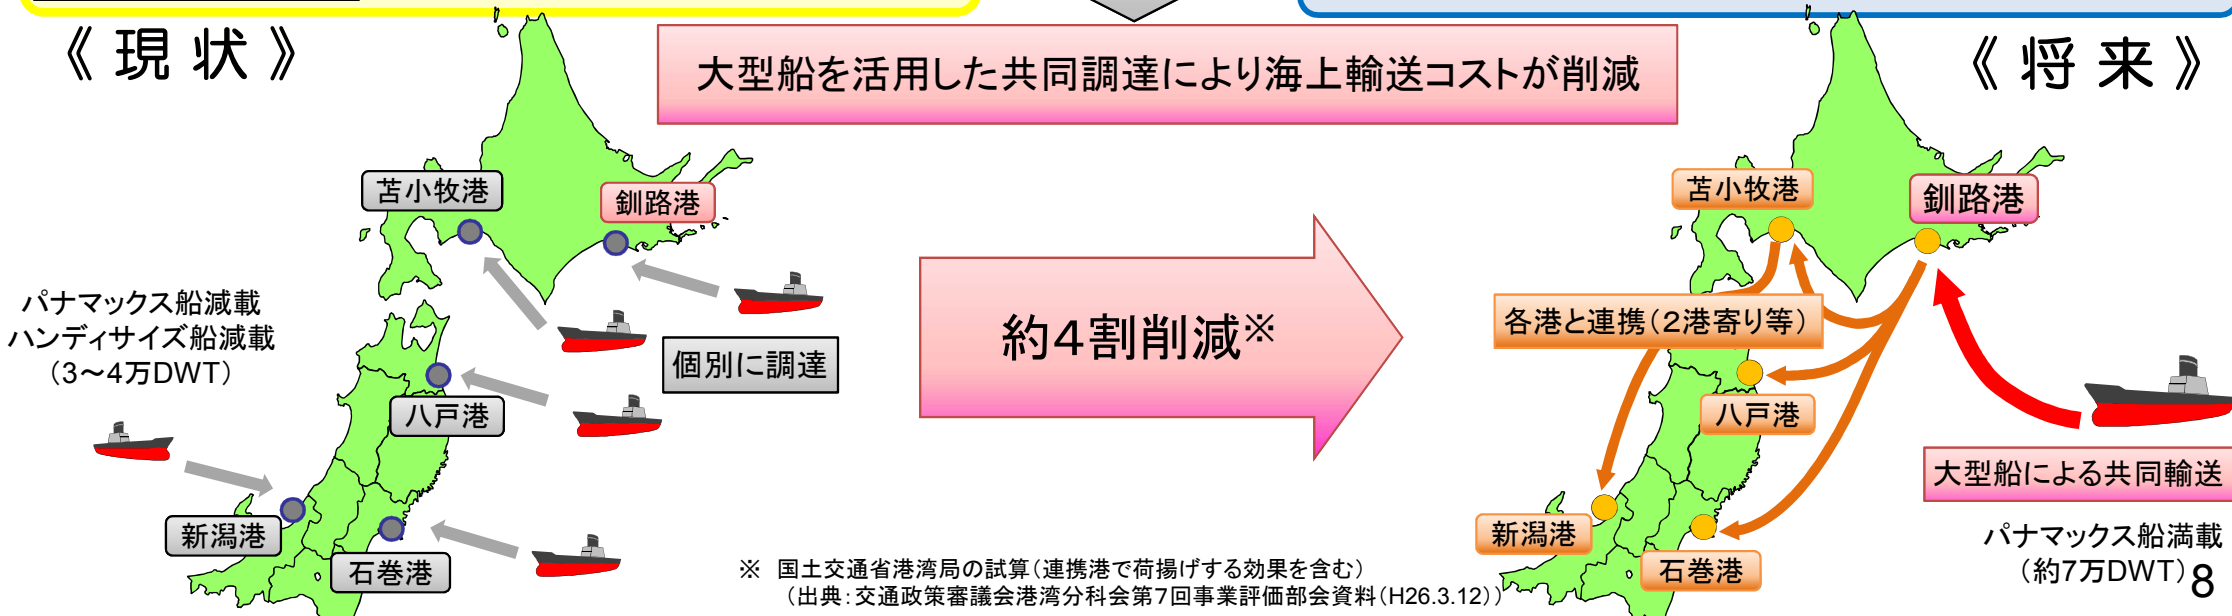 《 現 状 》
大型船を活用した共同調達により海上輸送コストが削減
《 将 来 》
苫小牧港
釧路港
パナマックス船減載
ハンディサイズ船減載
（3～4万DWT）
個別に調達
八戸港
新潟港
石巻港
約4割削減※
苫小牧港
釧路港
各港と連携（２港寄り等）
八戸港
大型船による共同輸送
新潟港
石巻港
パナマックス船満載
（約7万DWT）
※ 国土交通省港湾局の試算（連携港で荷揚げする効果を含む）
（出典：交通政策審議会港湾分科会第7回事業評価部会資料（H26.3.12））
8